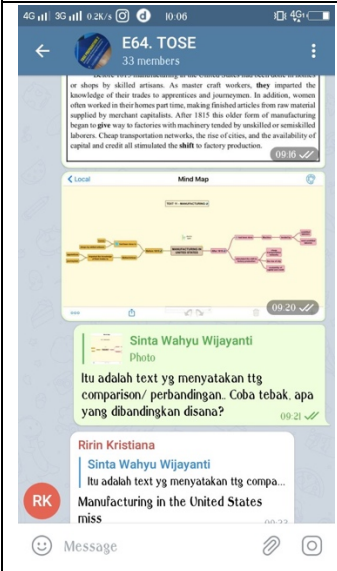 4G 3G 0.2K/s 10:06 4G
E64. TOSE
33 members
or shops by skilled artisans. As master craft workers, they imparted the
knowledge of their trades to apprentices and journeymen. In addition, women
often worked in their homes part time, making finished articles from raw material
supplied by merchant capitalists. After 1815 this older form of manufacturing
began to give way to factories with machinery tended by unskilled or semiskilled
laborers. Cheap transportation networks, the rise of cities, and the availability of
capital and credit all stimulated the shift to factory production.
09:16
Local Mind Map
MANUFACTURING IN
UNITED STATES
09:20
Sinta Wahyu Wijayanti
Photo
Itu adalah text yg menyatakan ttg
comparison/ perbandingan.. Coba tebak, apa
yang dibandingkan disana?
09:21
Ririn Kristiana
Sinta Wahyu Wijayanti
Itu adalah text yg menyatakan ttg compa...
RK
Manufacturing in the United States
miss
09:23
Message